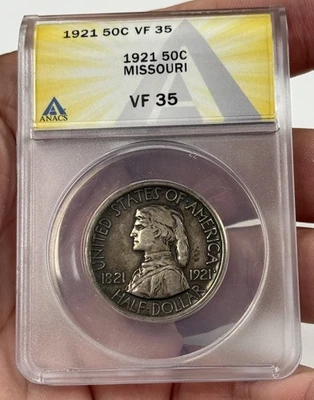 1921 50C VF 35
1921 50C
MISSOURI
VF 35
ANACS
UNITED STATES OF AMERICA
1821 1921
HALF DOLLAR